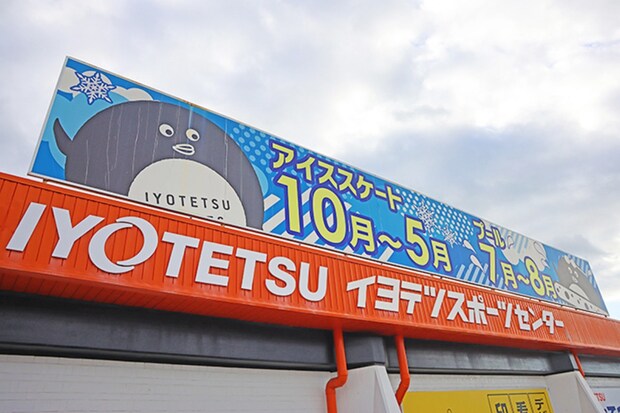 アイススケート
10月～5月
プール
7月～8月
IYOTETSU
IYOTETSU イヨテツスポーツセンター